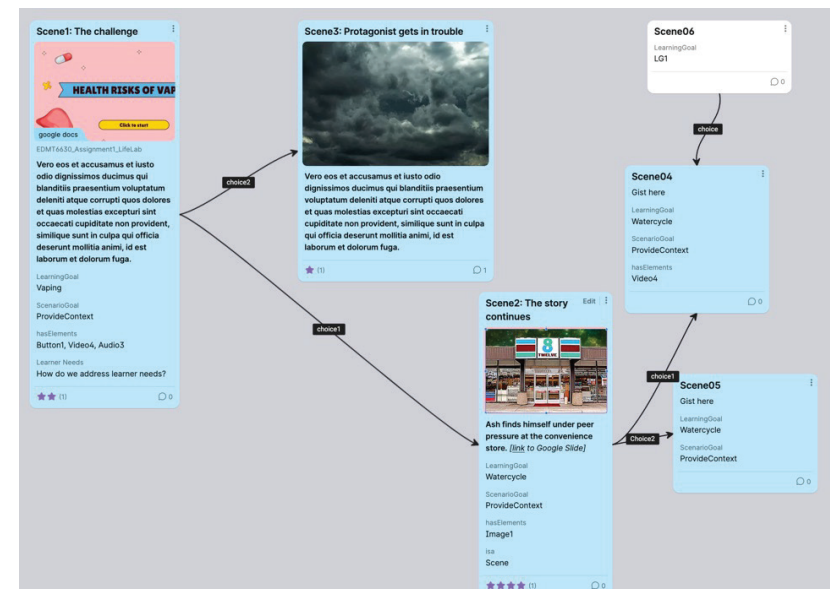 Scene1: The challenge
HEALTH RISKS OF VAP
Click to start
google docs
EDMT6630_Assignment1_LifeLab
Vero eos et accusamus et iusto
odio dignissimos ducimus qui
blanditiis praesentium voluptatum
deleniti atque corrupti quos dolores
et quas molestias excepturi sint
occaecati cupiditate non provident,
similique sunt in culpa qui officia
deserunt mollitia animi, id est
laborum et dolorum fuga.
LearningGoal
Vaping
ScenarioGoal
ProvideContext
hasElements
Button1, Video4, Audio3
Learner Needs
How do we address learner needs?
(1)
0
choice2
choice1
Scene3: Protagonist gets in trouble
Vero eos et accusamus et iusto odio
dignissimos ducimus qui blanditiis
praesentium voluptatum deleniti atque
corrupti quos dolores et quas molestias
excepturi sint occaecati cupiditate non
provident, similique sunt in culpa qui
officia deserunt mollitia animi, id est
laborum et dolorum fuga.
(1)
1
Scene2: The story
continues
Edit
8
TWELVE
Ash finds himself under peer
pressure at the convenience
store. [link to Google Slide]
LearningGoal
Watercycle
ScenarioGoal
ProvideContext
hasElements
Image1
isa
Scene
(1)
0
choice1
Choice2
Scene06
LearningGoal
LG1
0
choice
Scene04
Gist here
LearningGoal
Watercycle
ScenarioGoal
ProvideContext
hasElements
Video4
0
Scene05
Gist here
LearningGoal
Watercycle
ScenarioGoal
ProvideContext
0